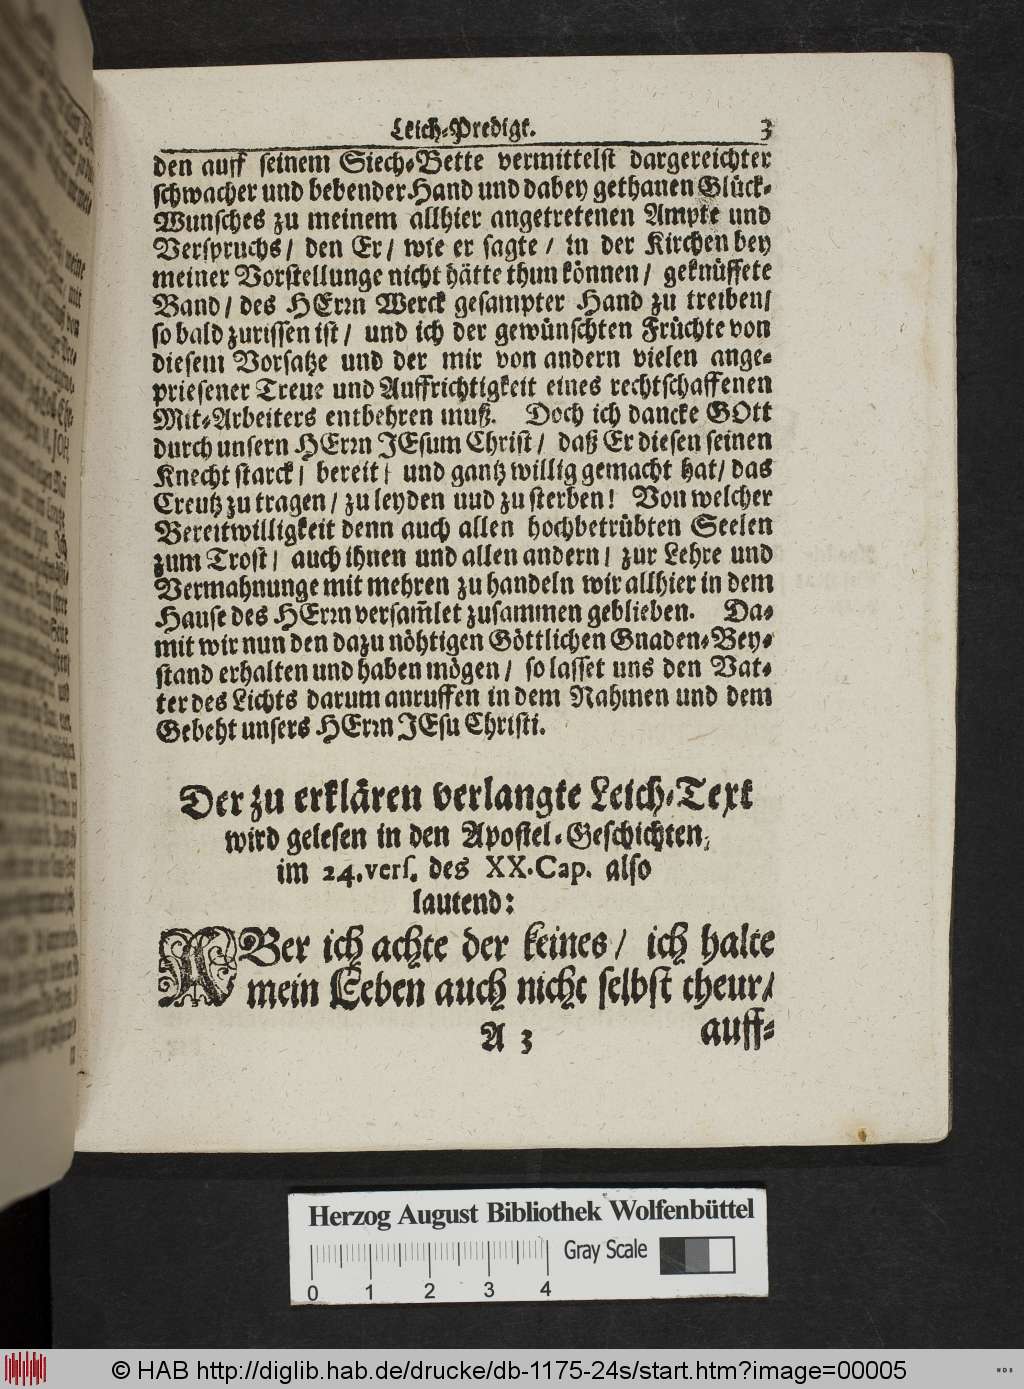 Leich-Predigt. 3
den auff seinem Siech-Bette vermittelst dargereichter
schwacher und bebender Hand und dabey gethanen Glück-
Wunsches zu meinem allhier angetretenen Ampte und
Verspruchs / den Er / wie er sagte / in der Kirchen bey
meiner Vorstellunge nicht hätte thun können / geknüffete
Band / des HErrn Werck gesampter Hand zu treiben /
so bald zurissen ist / und ich der gewünschten Früchte von
diesem Vorsatze und der mir von andern vielen ange-
priesener Treue und Auffrichtigkeit eines rechtschaffenen
Mit-Arbeiters entbehren muß. Doch ich dancke GOtt
durch unsern HErrn JEsum Christ / daß Er diesen seinen
Knecht starck / bereit / und gantz willig gemacht hat / das
Creutz zu tragen / zu leyden uud zu sterben! Von welcher
Bereitwilligkeit denn auch allen hochbetrübten Seelen
zum Trost / auch ihnen und allen andern / zur Lehre und
Vermahnunge mit mehren zu handeln wir allhier in dem
Hause des HErrn versam̃let zusammen geblieben. Da-
mit wir nun den dazu nöhtigen Göttlichen Gnaden-Bey-
stand erhalten und haben mögen / so lasset uns den Vat-
ter des Lichts darum anruffen in dem Nahmen und dem
Gebeht unsers HErrn JEsu Christi.
Der zu erklären verlangte Leich-Text
wird gelesen in den Apostel-Geschichten,
im 24. vers. des XX. Cap. also
lautend:
ABer ich achte der keines / ich halte
mein Leben auch nicht selbst theur /
A 3 auff-
Herzog August Bibliothek Wolfenbüttel
Gray Scale
0 1 2 3 4
© HAB http://diglib.hab.de/drucke/db-1175-24s/start.htm?image=00005